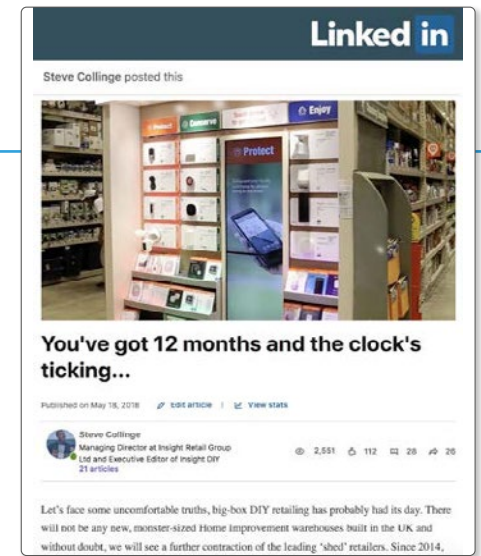 Linked in
Steve Collinge posted this
Protect
Conserve
Enjoy
Protect
You've got 12 months and the clock's
ticking...
Published on May 18, 2018 Edit article | View stats
Steve Collinge
Managing Director at Insight Retail Group
Ltd and Executive Editor of Insight DIY
21 articles
2,551 112 28 26
Let's face some uncomfortable truths, big-box DIY retailing has probably had its day. There
will not be any new, monster-sized Home Improvement warehouses built in the UK and
without doubt, we will see a further contraction of the leading 'shed' retailers. Since 2014,